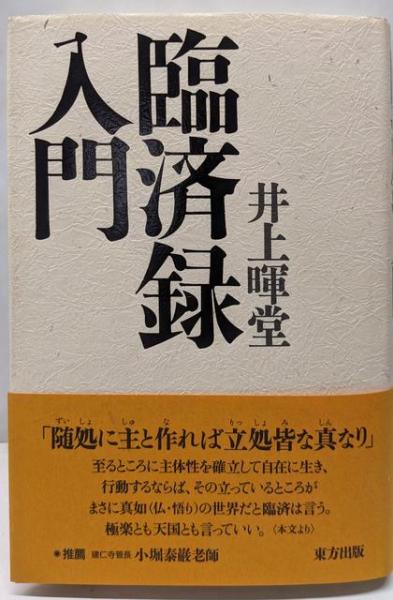 臨済録
入門
井上暉堂
「随処に主と作れば立処皆な真なり」
至るところに主体性を確立して自在に生き、
行動するならば、その立っているところが
まさに真如(仏・悟り)の世界だと臨済は言う。
極楽とも天国とも言っていい。〈本文より〉
◉推薦 建仁寺管長 小堀泰巖老師
東方出版